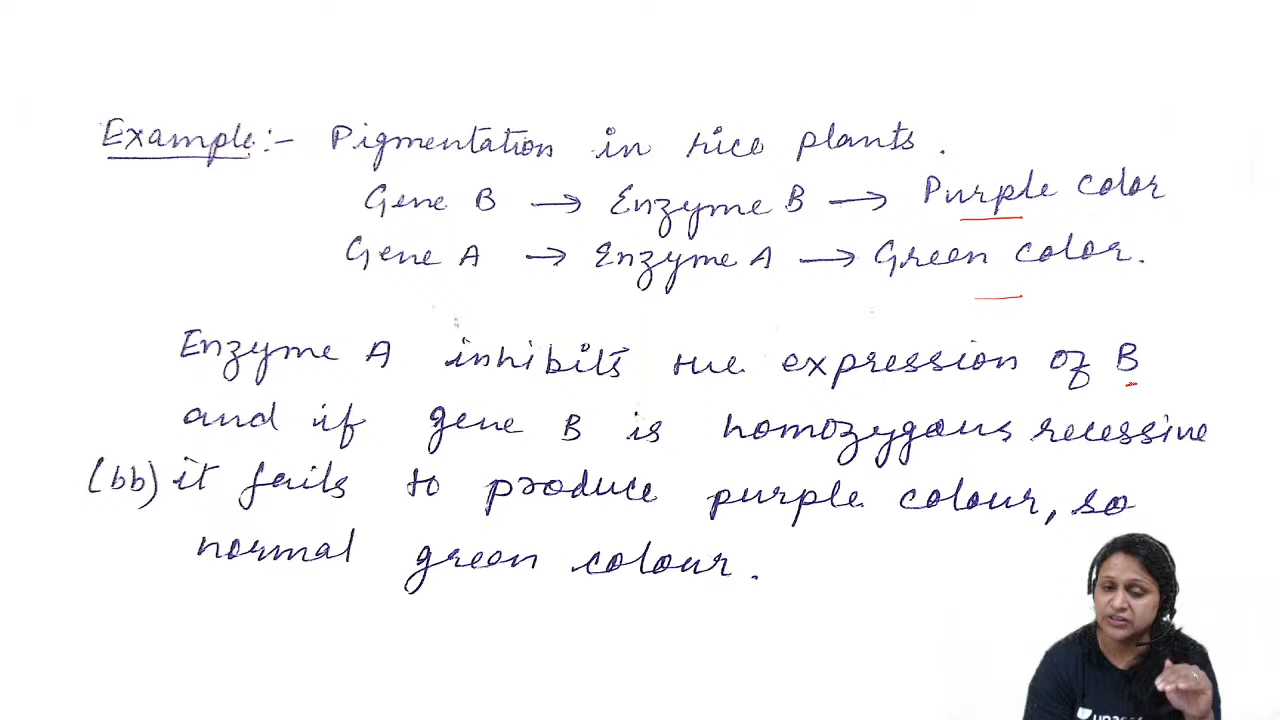 Example:- Pigmentation in rice plants.
Gene B → Enzyme B → Purple color
Gene A → Enzyme A → Green color.
Enzyme A inhibits the expression of B
and if gene B is homozygous recessive
(bb) it fails to produce purple colour, so
normal green colour.